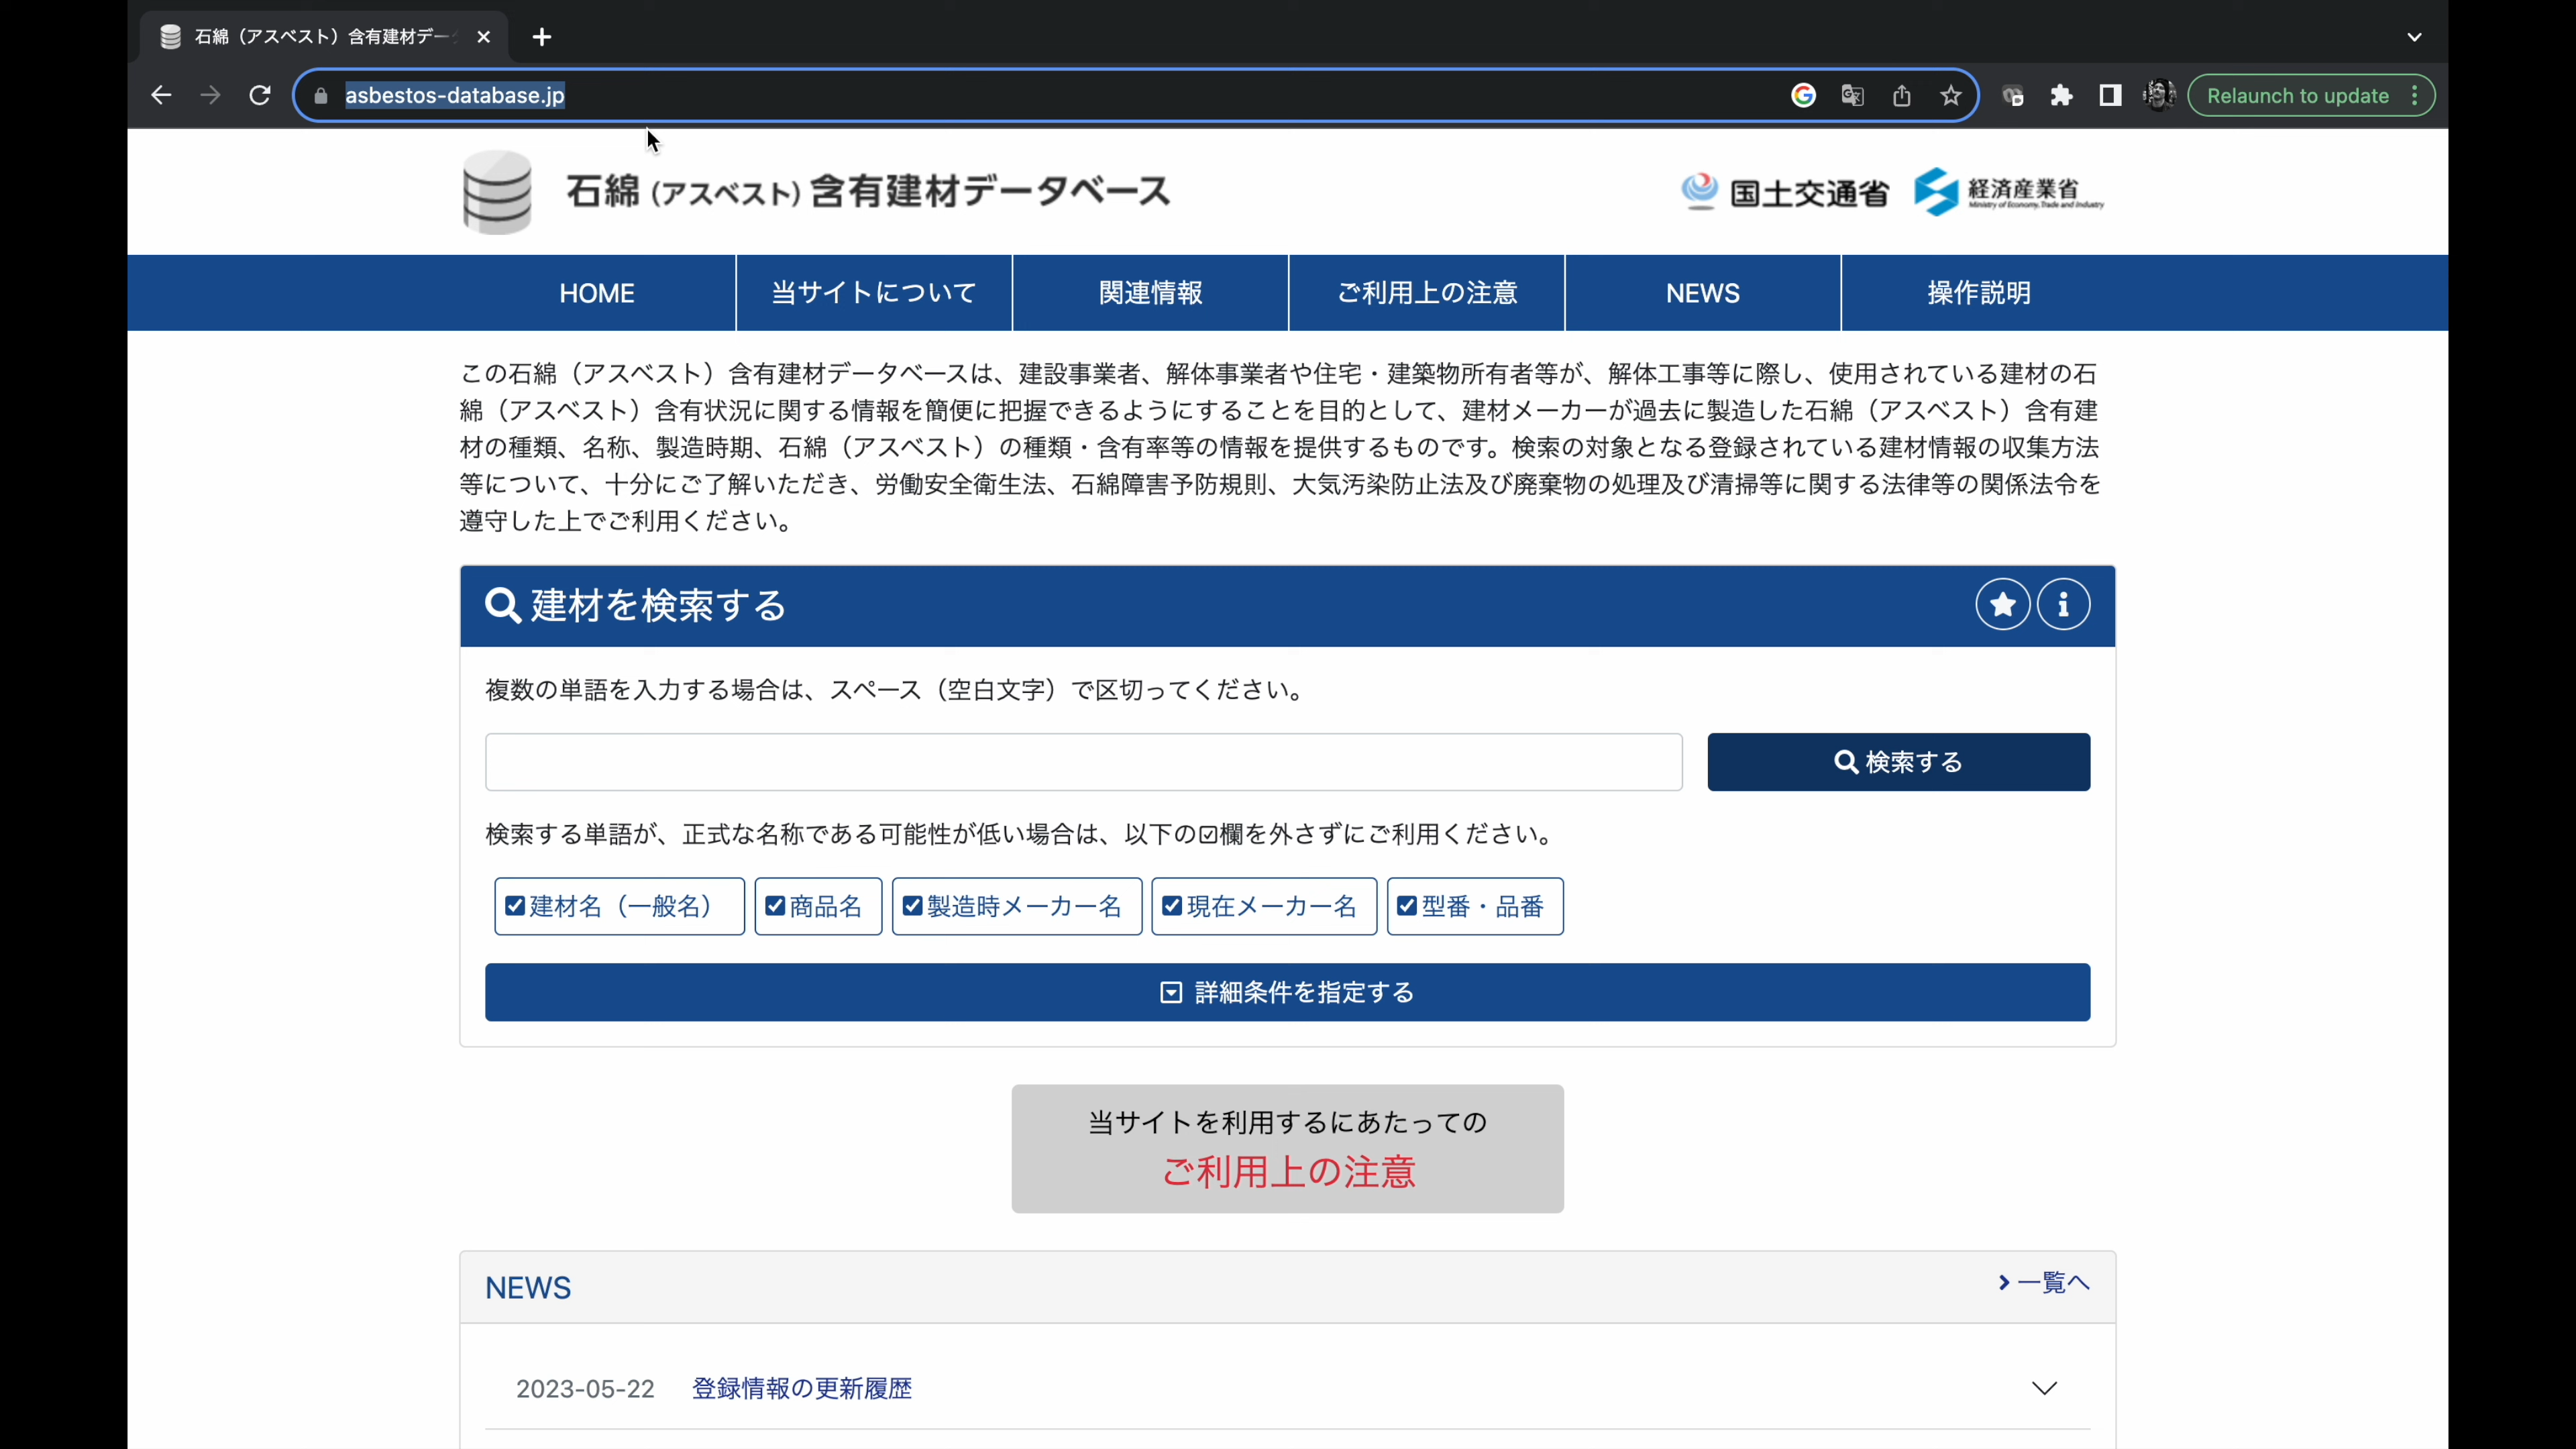 石綿（アスベスト）含有建材デー
asbestos-database.jp
Relaunch to update
石綿（アスベスト）含有建材データベース
国土交通省
経済産業省
Ministry of Economy, Trade and Industry
HOME
当サイトについて
関連情報
ご利用上の注意
NEWS
操作説明
この石綿（アスベスト）含有建材データベースは、建設事業者、解体事業者や住宅・建築物所有者等が、解体工事等に際し、使用されている建材の石
綿（アスベスト）含有状況に関する情報を簡便に把握できるようにすることを目的として、建材メーカーが過去に製造した石綿（アスベスト）含有建
材の種類、名称、製造時期、石綿（アスベスト）の種類・含有率等の情報を提供するものです。検索の対象となる登録されている建材情報の収集方法
等について、十分にご了解いただき、労働安全衛生法、石綿障害予防規則、大気汚染防止法及び廃棄物の処理及び清掃等に関する法律等の関係法令を
遵守した上でご利用ください。
建材を検索する
複数の単語を入力する場合は、スペース（空白文字）で区切ってください。
検索する
検索する単語が、正式な名称である可能性が低い場合は、以下の☑欄を外さずにご利用ください。
建材名（一般名）
商品名
製造時メーカー名
現在メーカー名
型番・品番
詳細条件を指定する
当サイトを利用するにあたっての
ご利用上の注意
NEWS
一覧へ
2023-05-22 登録情報の更新履歴